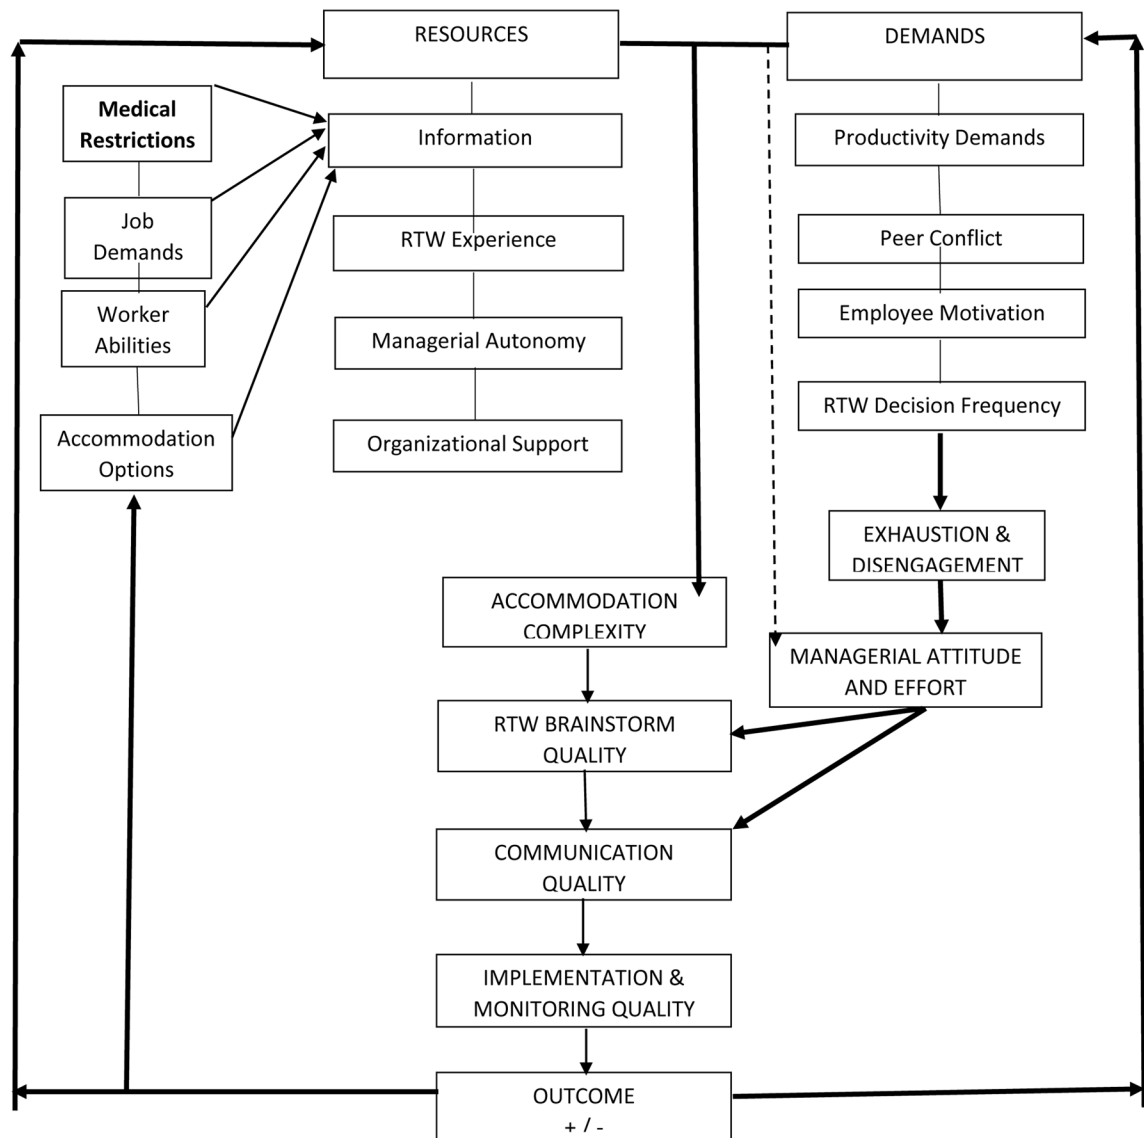 RESOURCES
DEMANDS
Medical
Restrictions
Information
Productivity Demands
Job
Demands
RTW Experience
Peer Conflict
Worker
Abilities
Managerial Autonomy
Employee Motivation
Accommodation
Options
Organizational Support
RTW Decision Frequency
EXHAUSTION &
DISENGAGEMENT
ACCOMMODATION
COMPLEXITY
MANAGERIAL ATTITUDE
AND EFFORT
RTW BRAINSTORM
QUALITY
COMMUNICATION
QUALITY
IMPLEMENTATION &
MONITORING QUALITY
OUTCOME
+ / -